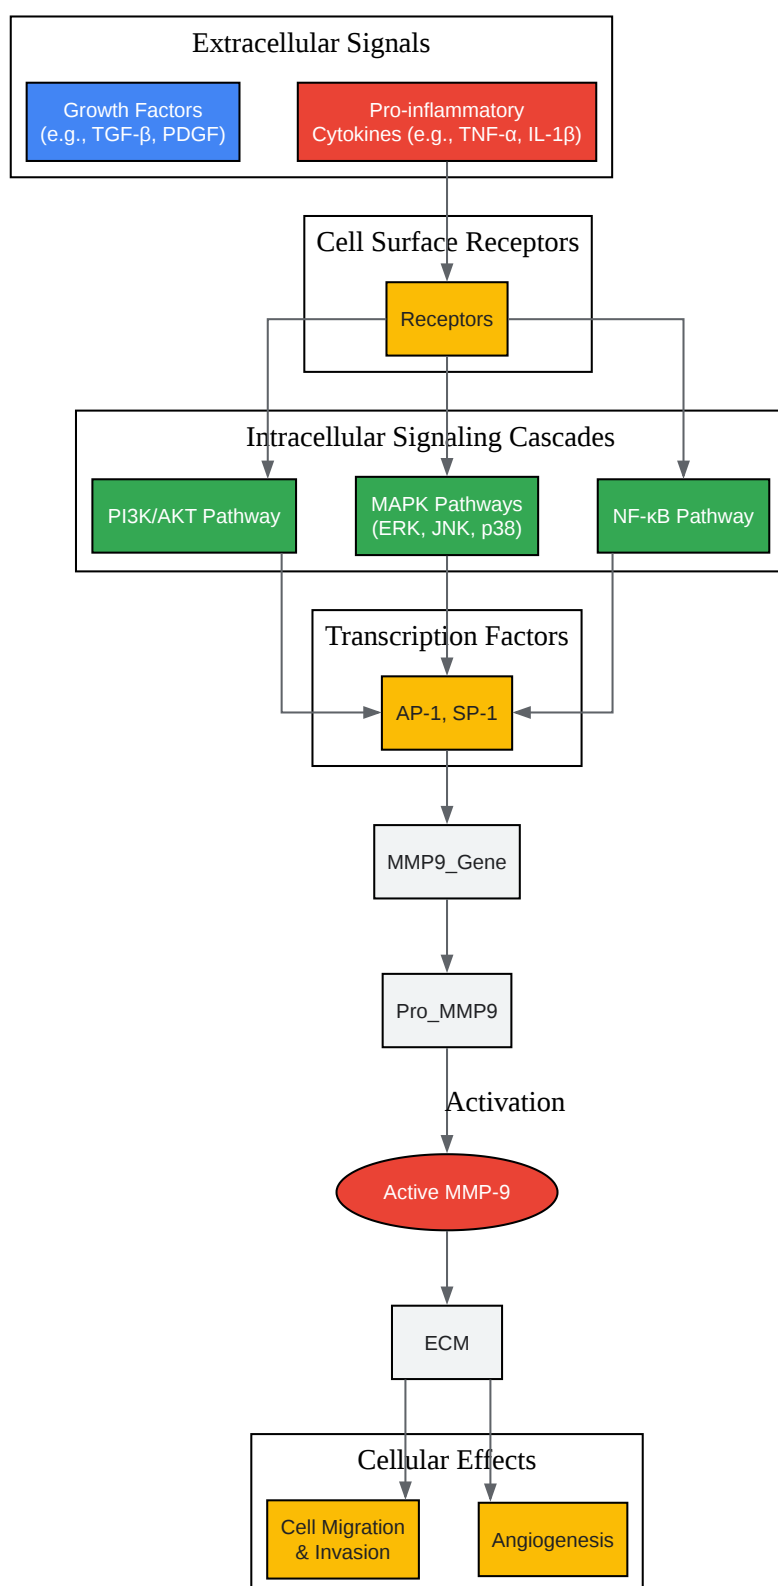 Extracellular Signals
Growth Factors
(e.g., TGF-β, PDGF)
Pro-inflammatory
Cytokines (e.g., TNF-α, IL-1β)
Cell Surface Receptors
Receptors
Intracellular Signaling Cascades
PI3K/AKT Pathway
MAPK Pathways
(ERK, JNK, p38)
NF-κB Pathway
Transcription Factors
AP-1, SP-1
MMP9_Gene
Pro_MMP9
Activation
Active MMP-9
ECM
Cellular Effects
Cell Migration
& Invasion
Angiogenesis